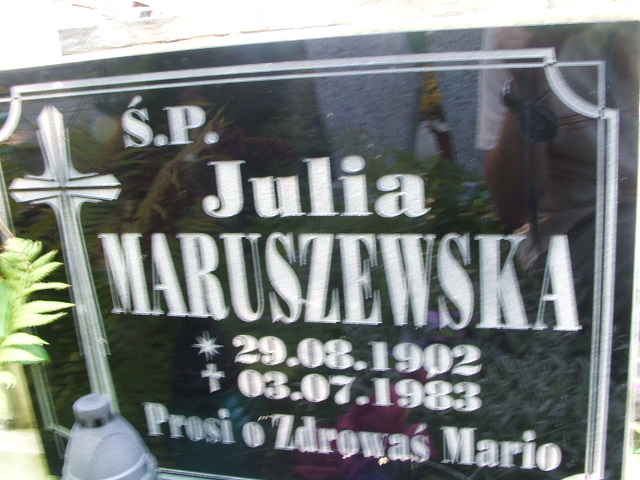 Ś.P.
Julia
MARUSZEWSKA
* 29.08.1902
✝ 03.07.1983
Prosi o Zdrowaś Mario